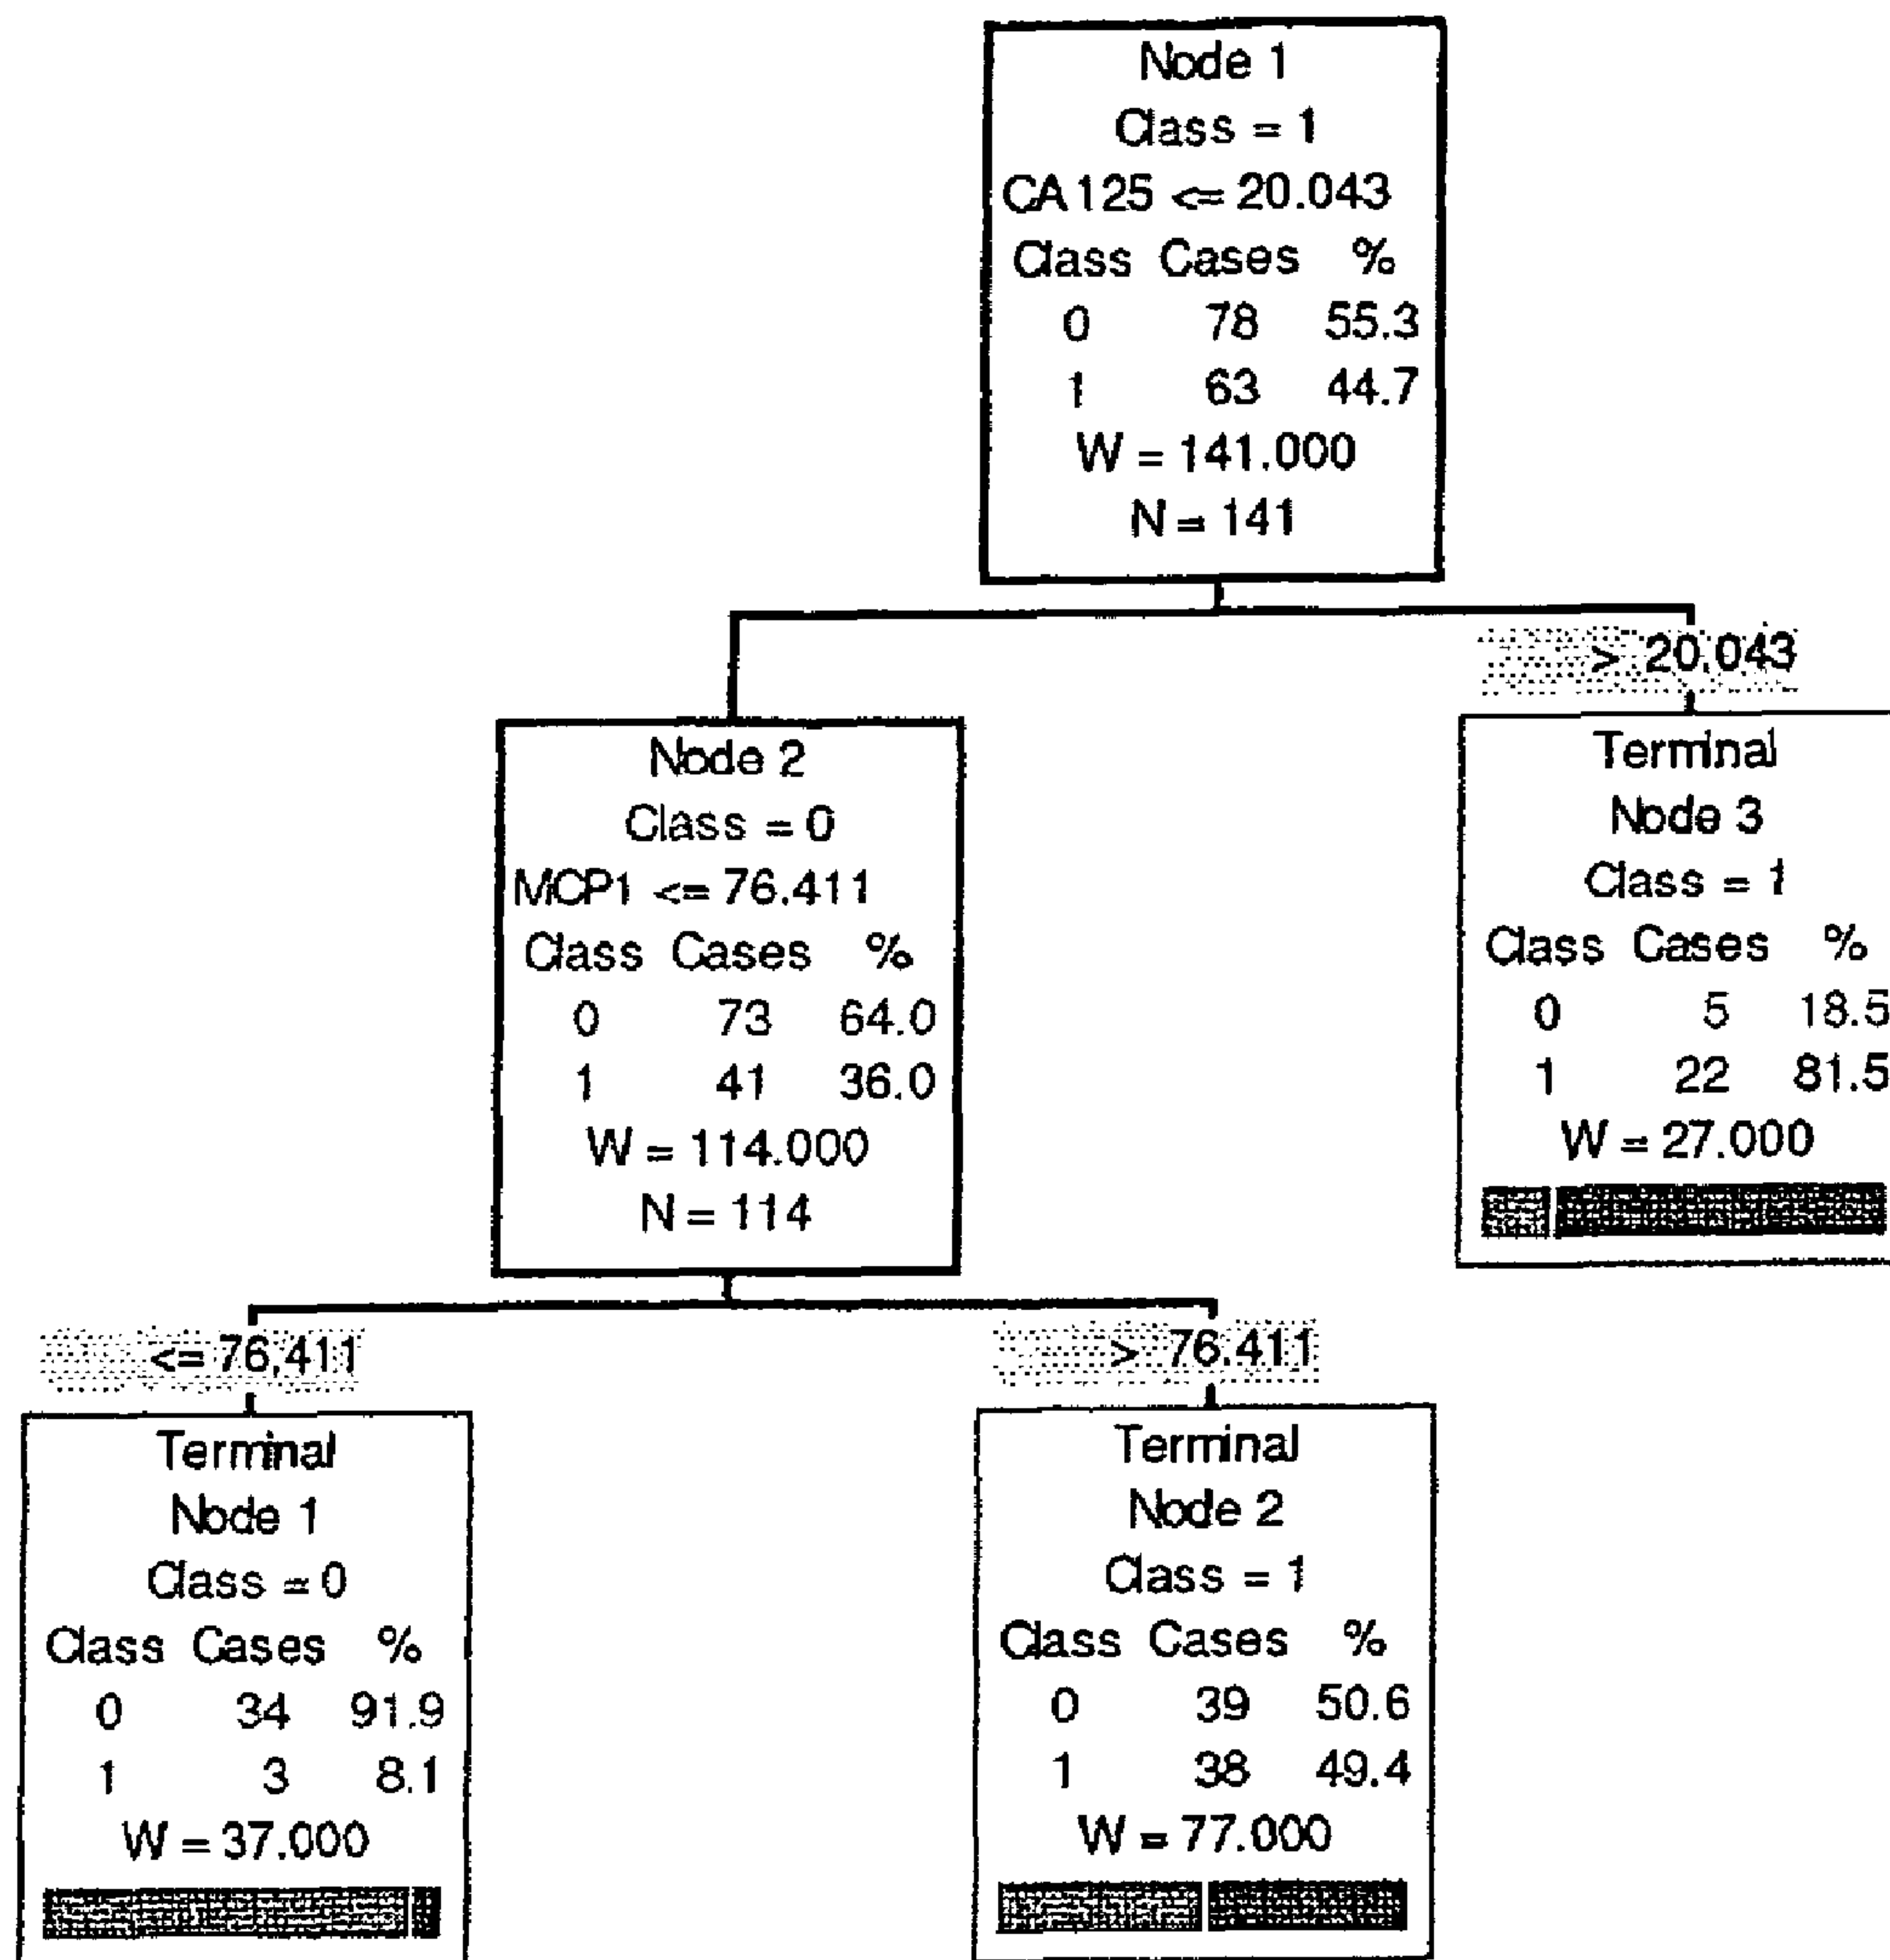 Node 1
Class = 1
CA125 <= 20.043
Class Cases %
0 78 55.3
1 63 44.7
W = 141.000
N = 141
> 20.043
Node 2
Class = 0
MCP1 <= 76.411
Class Cases %
0 73 64.0
1 41 36.0
W = 114.000
N = 114
Terminal
Node 3
Class = 1
Class Cases %
0 5 18.5
1 22 81.5
W = 27.000
<= 76.411
> 76.411
Terminal
Node 1
Class = 0
Class Cases %
0 34 91.9
1 3 8.1
W = 37.000
Terminal
Node 2
Class = 1
Class Cases %
0 39 50.6
1 38 49.4
W = 77.000